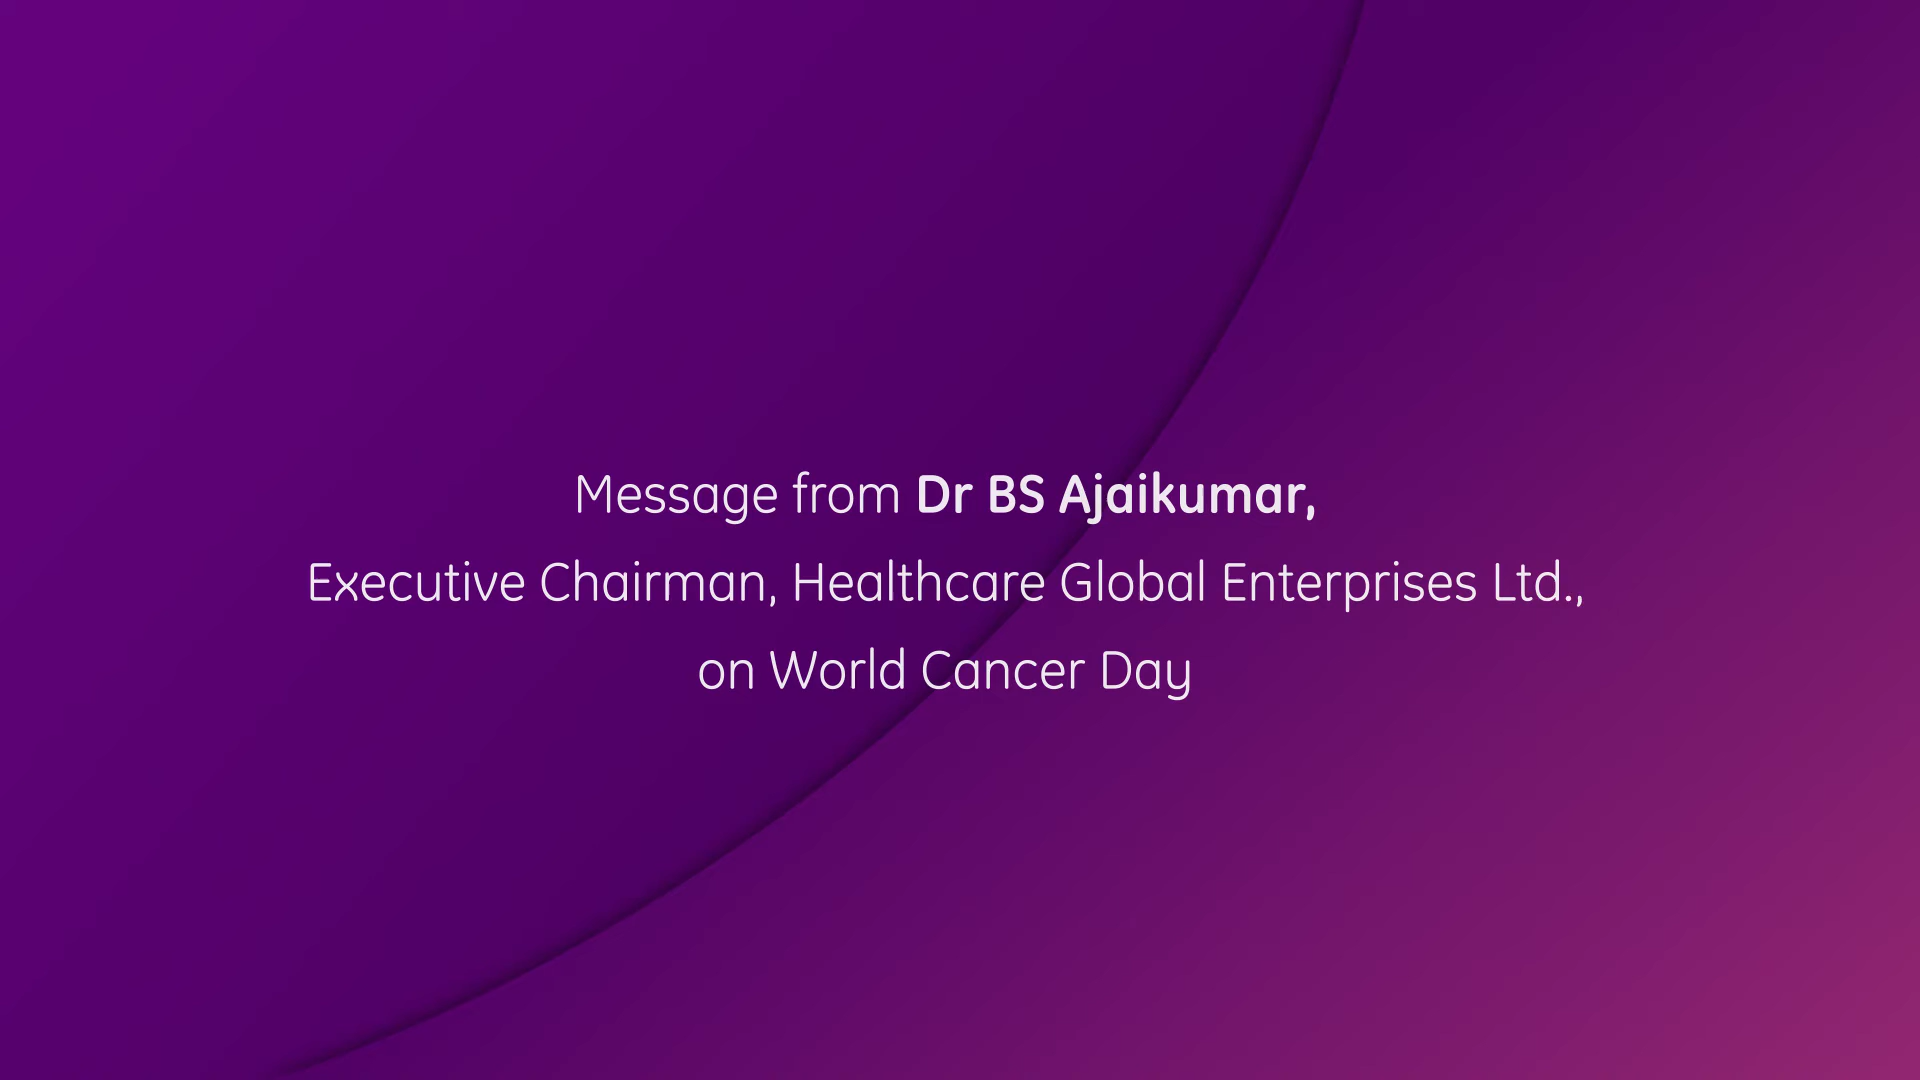 Message from Dr BS Ajaikumar,
Executive Chairman, Healthcare Global Enterprises Ltd.,
on World Cancer Day